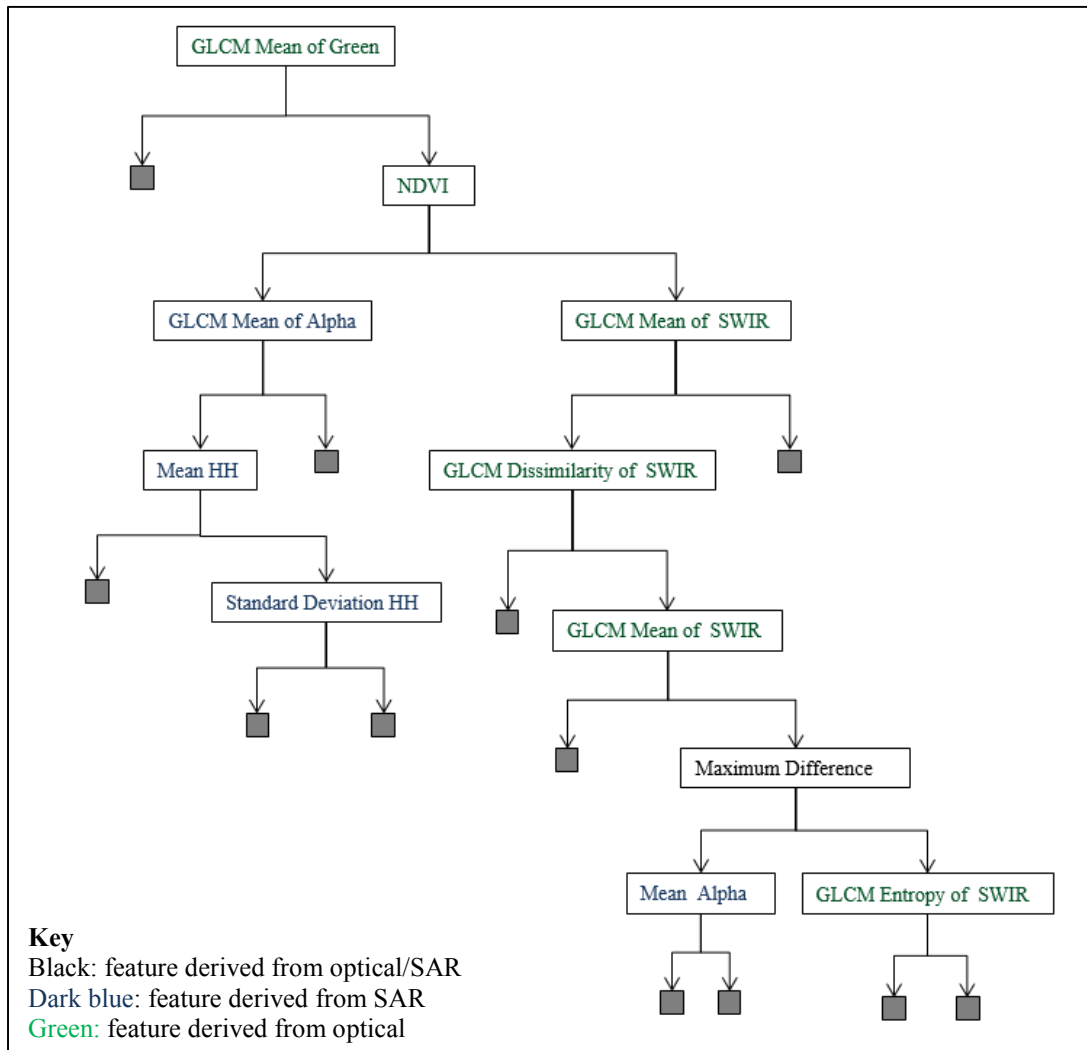 GLCM Mean of Green
NDVI
GLCM Mean of Alpha
GLCM Mean of SWIR
Mean HH
GLCM Dissimilarity of SWIR
Standard Deviation HH
GLCM Mean of SWIR
Maximum Difference
Mean Alpha
GLCM Entropy of SWIR
Key
Black: feature derived from optical/SAR
Dark blue: feature derived from SAR
Green: feature derived from optical